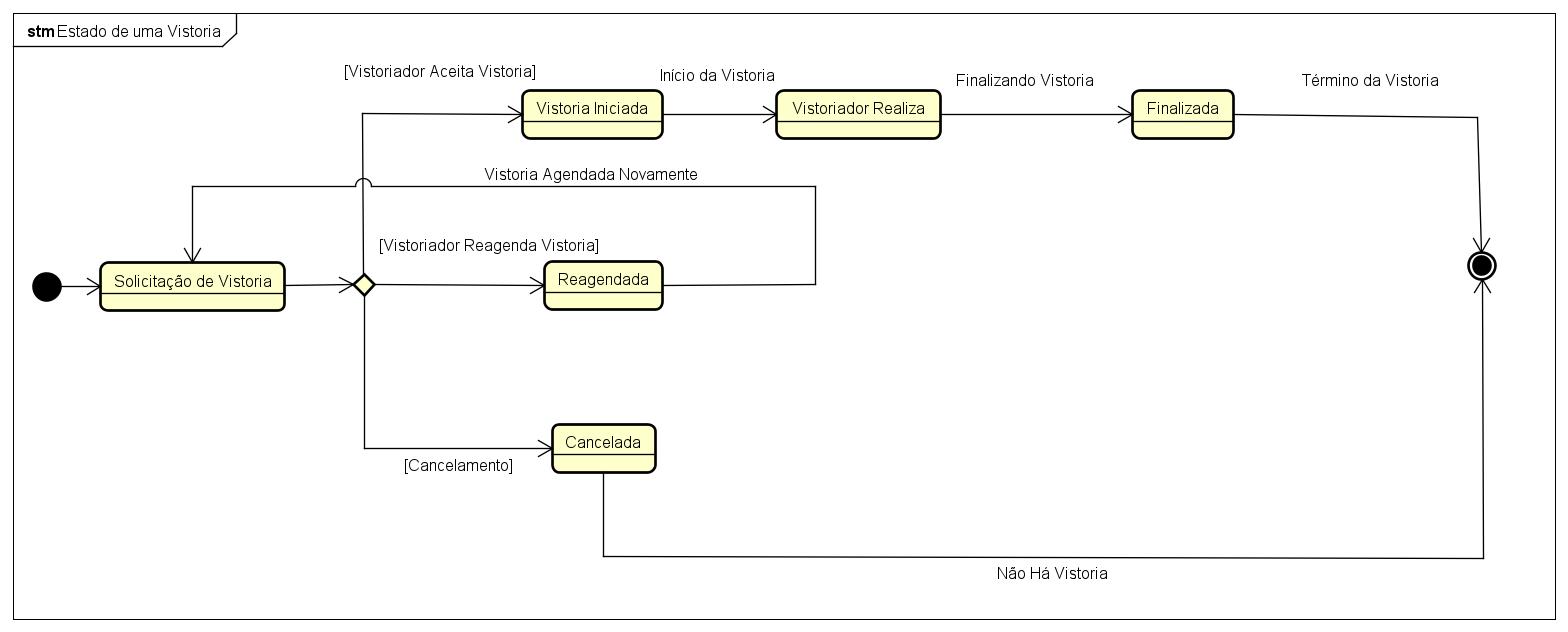 stm Estado de uma Vistoria
[Vistoriador Aceita Vistoria]
Início da Vistoria
Finalizando Vistoria
Término da Vistoria
Vistoria Iniciada
Vistoriador Realiza
Finalizada
Vistoria Agendada Novamente
[Vistoriador Reagenda Vistoria]
Solicitação de Vistoria
Reagendada
Cancelada
[Cancelamento]
Não Há Vistoria